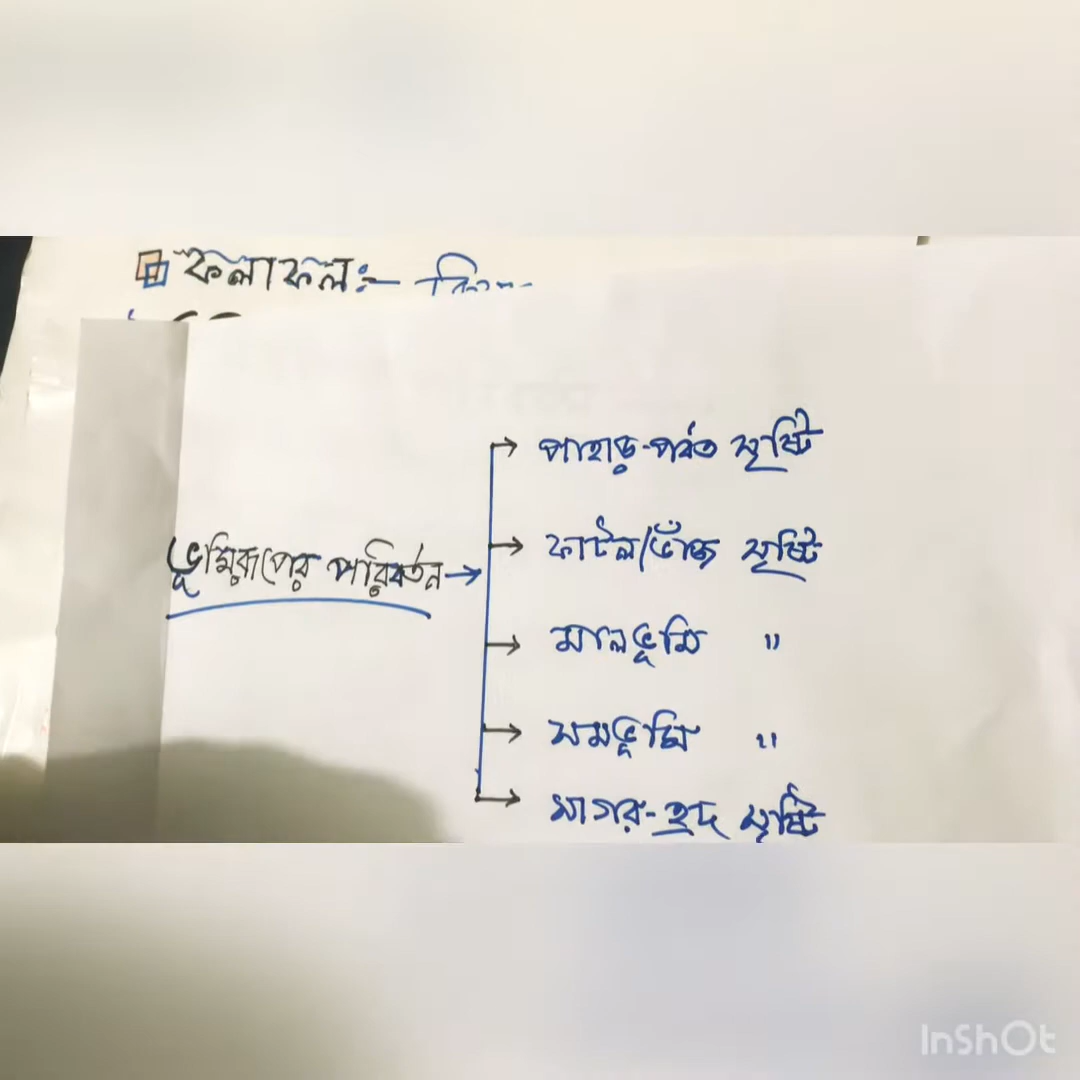 ফলাফল :-
পাহাড়-পর্বত সৃষ্টি
ফাটল/ভাঁজ সৃষ্টি
ভূমিরূপের পরিবর্তন →
মালভূমি "
সমভূমি "
সাগর-হ্রদ সৃষ্টি
InShOt